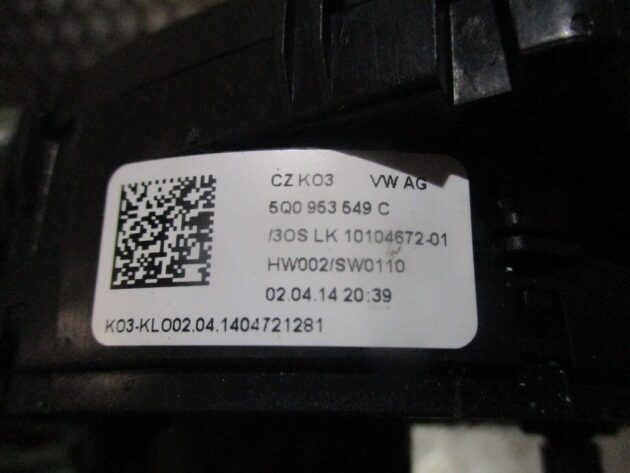 CZ K03 VW AG
5Q0 953 549 C
/3OS LK 10104672-01
HW002/SW0110
02.04.14 20:39
K03-KLO02.04.1404721281